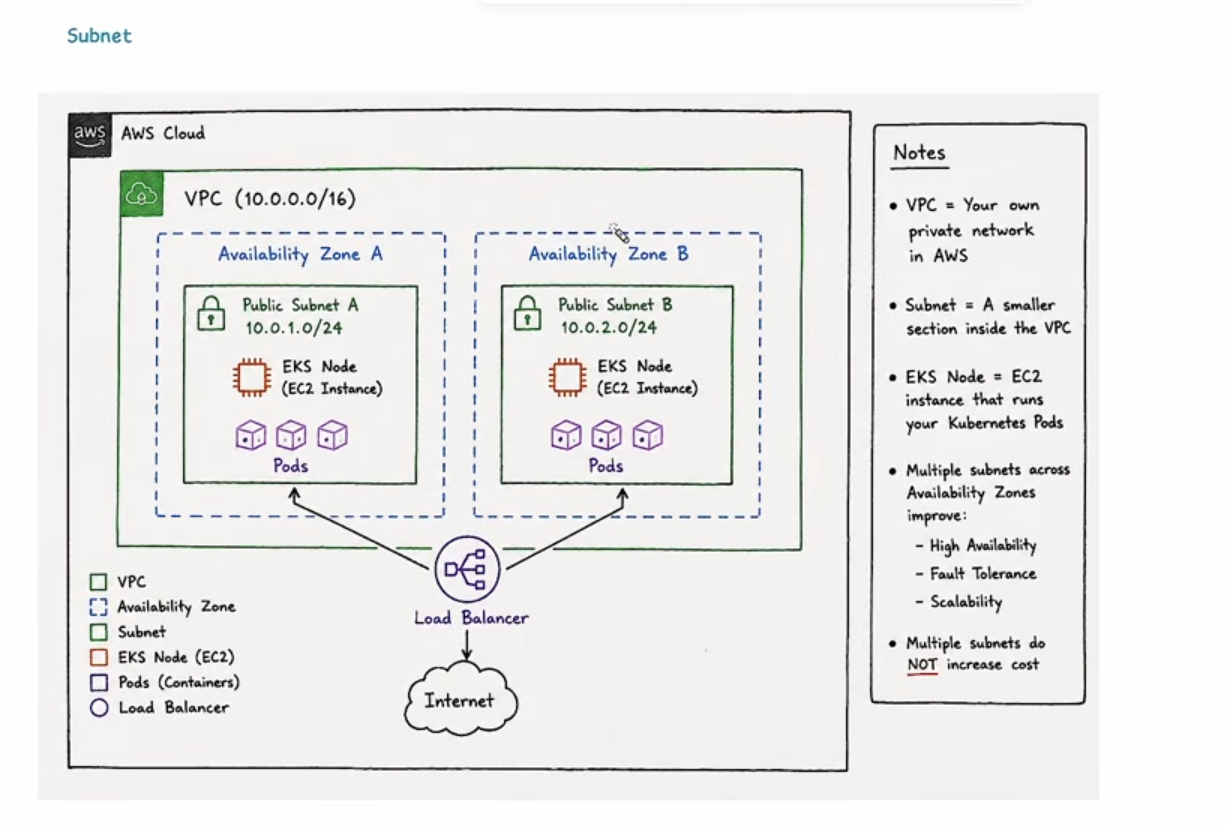 Subnet
aws
AWS Cloud
VPC (10.0.0.0/16)
Availability Zone A
Public Subnet A
10.0.1.0/24
EKS Node
(EC2 Instance)
Pods
Availability Zone B
Public Subnet B
10.0.2.0/24
EKS Node
(EC2 Instance)
Pods
Load Balancer
Internet
VPC
Availability Zone
Subnet
EKS Node (EC2)
Pods (Containers)
Load Balancer
Notes
• VPC = Your own
private network
in AWS
• Subnet = A smaller
section inside the VPC
• EKS Node = EC2
instance that runs
your Kubernetes Pods
• Multiple subnets across
Availability Zones
improve:
- High Availability
- Fault Tolerance
- Scalability
• Multiple subnets do
NOT increase cost